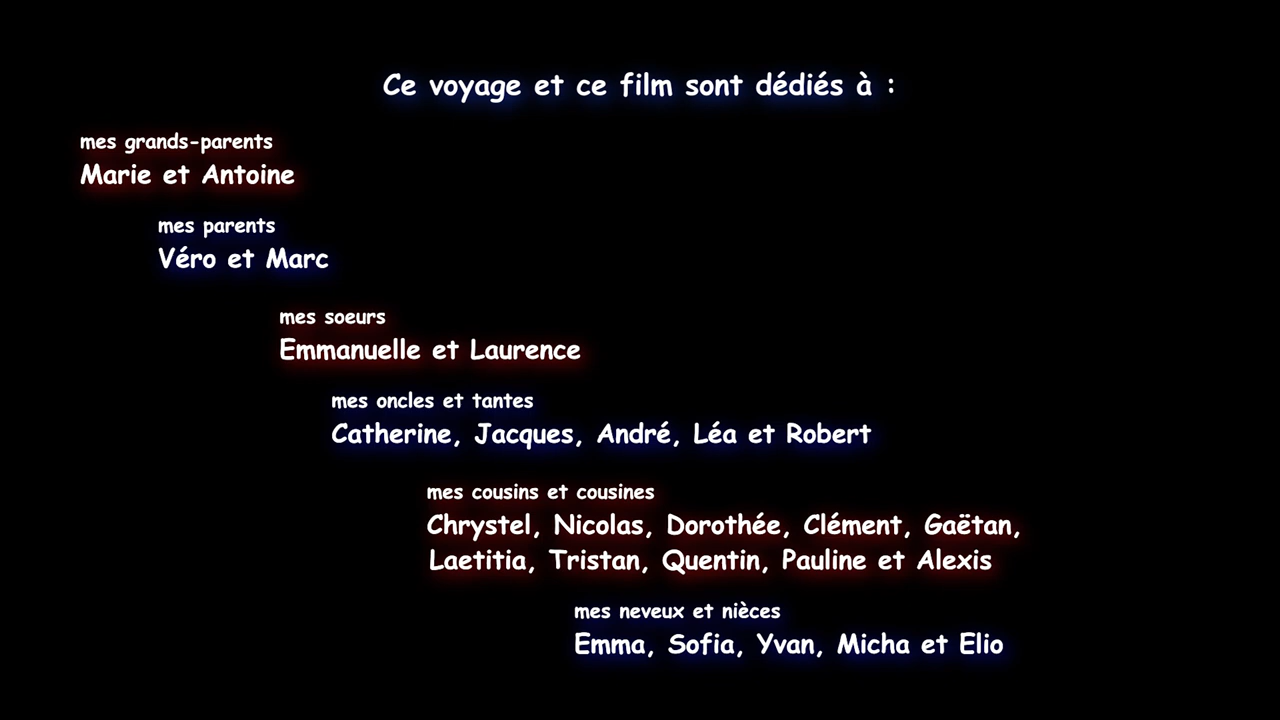 Ce voyage et ce film sont dédiés à :
mes grands-parents
Marie et Antoine
mes parents
Véro et Marc
mes soeurs
Emmanuelle et Laurence
mes oncles et tantes
Catherine, Jacques, André, Léa et Robert
mes cousins et cousines
Chrystel, Nicolas, Dorothée, Clément, Gaëtan,
Laetitia, Tristan, Quentin, Pauline et Alexis
mes neveux et nièces
Emma, Sofia, Yvan, Micha et Elio